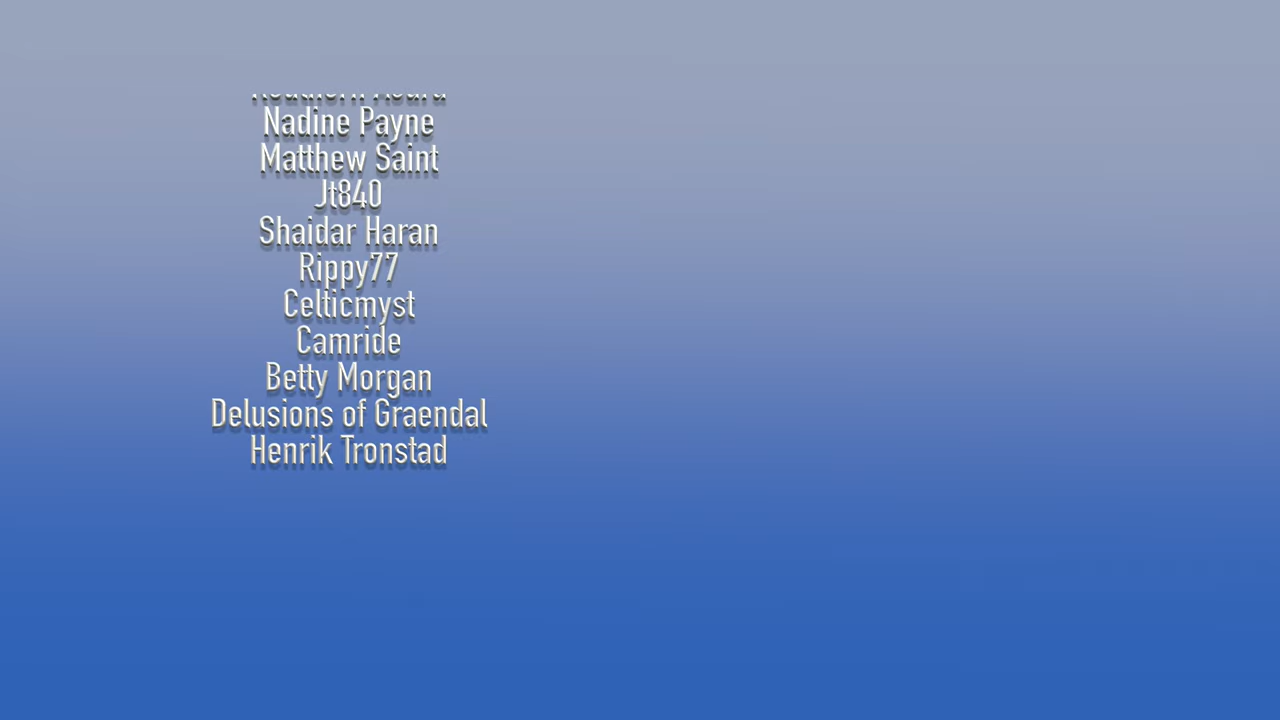 Nadine Payne
Matthew Saint
Jt840
Shaidar Haran
Rippy77
Celticmyst
Camride
Betty Morgan
Delusions of Graendal
Henrik Tronstad